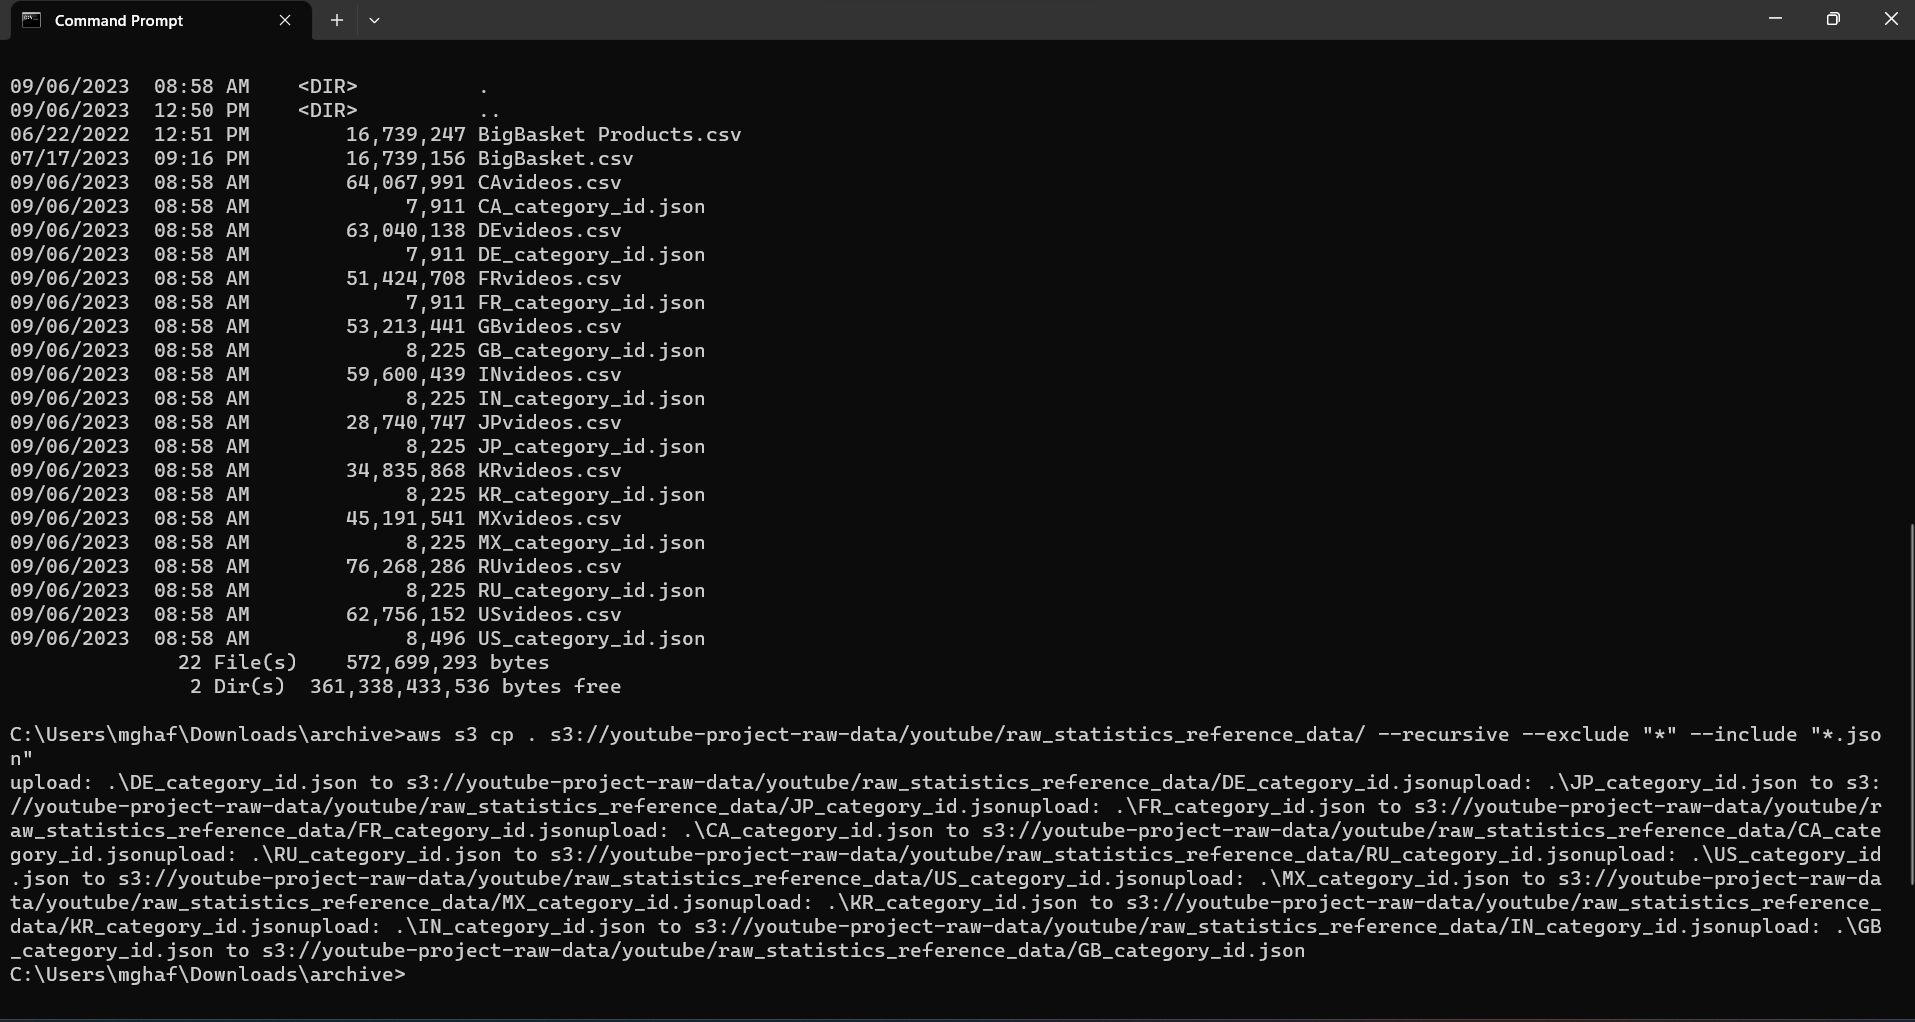 Command Prompt
09/06/2023  08:58 AM    <DIR>          .
09/06/2023  12:50 PM    <DIR>          ..
06/22/2022  12:51 PM        16,739,247 BigBasket Products.csv
07/17/2023  09:16 PM        16,739,156 BigBasket.csv
09/06/2023  08:58 AM        64,067,991 CAvideos.csv
09/06/2023  08:58 AM             7,911 CA_category_id.json
09/06/2023  08:58 AM        63,040,138 DEvideos.csv
09/06/2023  08:58 AM             7,911 DE_category_id.json
09/06/2023  08:58 AM        51,424,708 FRvideos.csv
09/06/2023  08:58 AM             7,911 FR_category_id.json
09/06/2023  08:58 AM        53,213,441 GBvideos.csv
09/06/2023  08:58 AM             8,225 GB_category_id.json
09/06/2023  08:58 AM        59,600,439 INvideos.csv
09/06/2023  08:58 AM             8,225 IN_category_id.json
09/06/2023  08:58 AM        28,740,747 JPvideos.csv
09/06/2023  08:58 AM             8,225 JP_category_id.json
09/06/2023  08:58 AM        34,835,868 KRvideos.csv
09/06/2023  08:58 AM             8,225 KR_category_id.json
09/06/2023  08:58 AM        45,191,541 MXvideos.csv
09/06/2023  08:58 AM             8,225 MX_category_id.json
09/06/2023  08:58 AM        76,268,286 RUvideos.csv
09/06/2023  08:58 AM             8,225 RU_category_id.json
09/06/2023  08:58 AM        62,756,152 USvideos.csv
09/06/2023  08:58 AM             8,496 US_category_id.json
              22 File(s)    572,699,293 bytes
               2 Dir(s)  361,338,433,536 bytes free
C:\Users\mghaf\Downloads\archive>aws s3 cp . s3://youtube-project-raw-data/youtube/raw_statistics_reference_data/ --recursive --exclude "*" --include "*.jso
n"
upload: .\DE_category_id.json to s3://youtube-project-raw-data/youtube/raw_statistics_reference_data/DE_category_id.jsonupload: .\JP_category_id.json to s3:
//youtube-project-raw-data/youtube/raw_statistics_reference_data/JP_category_id.jsonupload: .\FR_category_id.json to s3://youtube-project-raw-data/youtube/r
aw_statistics_reference_data/FR_category_id.jsonupload: .\CA_category_id.json to s3://youtube-project-raw-data/youtube/raw_statistics_reference_data/CA_cate
gory_id.jsonupload: .\RU_category_id.json to s3://youtube-project-raw-data/youtube/raw_statistics_reference_data/RU_category_id.jsonupload: .\US_category_id
.json to s3://youtube-project-raw-data/youtube/raw_statistics_reference_data/US_category_id.jsonupload: .\MX_category_id.json to s3://youtube-project-raw-da
ta/youtube/raw_statistics_reference_data/MX_category_id.jsonupload: .\KR_category_id.json to s3://youtube-project-raw-data/youtube/raw_statistics_reference_
data/KR_category_id.jsonupload: .\IN_category_id.json to s3://youtube-project-raw-data/youtube/raw_statistics_reference_data/IN_category_id.jsonupload: .\GB
_category_id.json to s3://youtube-project-raw-data/youtube/raw_statistics_reference_data/GB_category_id.json
C:\Users\mghaf\Downloads\archive>